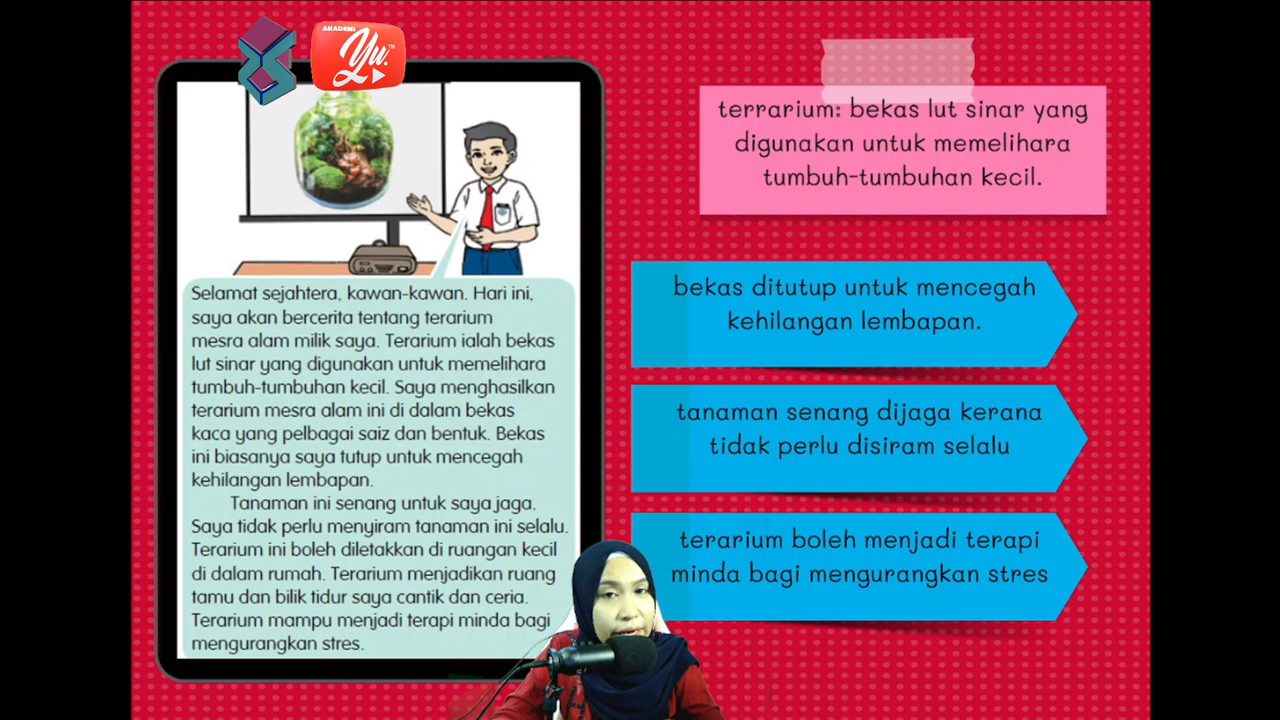 AKADEMI
Yu.™
Selamat sejahtera, kawan-kawan. Hari ini,
saya akan bercerita tentang terarium
mesra alam milik saya. Terarium ialah bekas
lut sinar yang digunakan untuk memelihara
tumbuh-tumbuhan kecil. Saya menghasilkan
terarium mesra alam ini di dalam bekas
kaca yang pelbagai saiz dan bentuk. Bekas
ini biasanya saya tutup untuk mencegah
kehilangan lembapan.
Tanaman ini senang untuk saya jaga.
Saya tidak perlu menyiram tanaman ini selalu.
Terarium ini boleh diletakkan di ruangan kecil
di dalam rumah. Terarium menjadikan ruang
tamu dan bilik tidur saya cantik dan ceria.
Terarium mampu menjadi terapi minda bagi
mengurangkan stres.
terrarium: bekas lut sinar yang
digunakan untuk memelihara
tumbuh-tumbuhan kecil.
bekas ditutup untuk mencegah
kehilangan lembapan.
tanaman senang dijaga kerana
tidak perlu disiram selalu
terarium boleh menjadi terapi
minda bagi mengurangkan stres